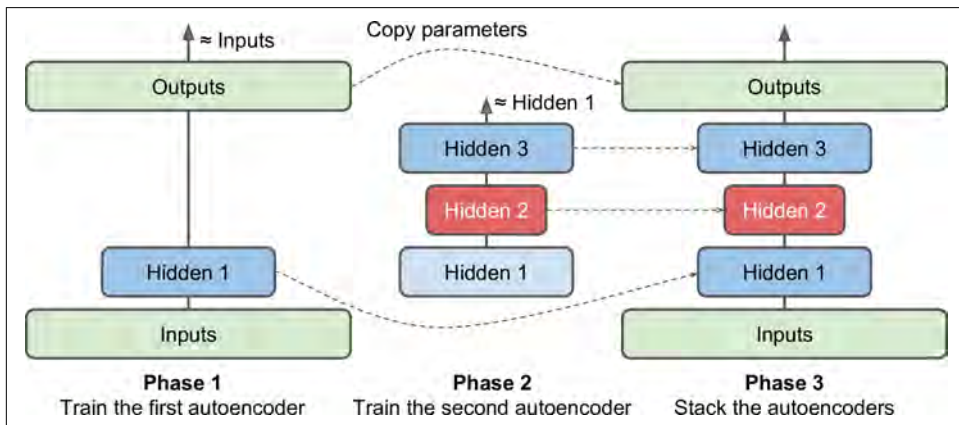 ≈ Inputs
Copy parameters
Outputs
Outputs
≈ Hidden 1
Hidden 3
Hidden 3
Hidden 2
Hidden 2
Hidden 1
Hidden 1
Hidden 1
Inputs
Inputs
Phase 1
Train the first autoencoder
Phase 2
Train the second autoencoder
Phase 3
Stack the autoencoders